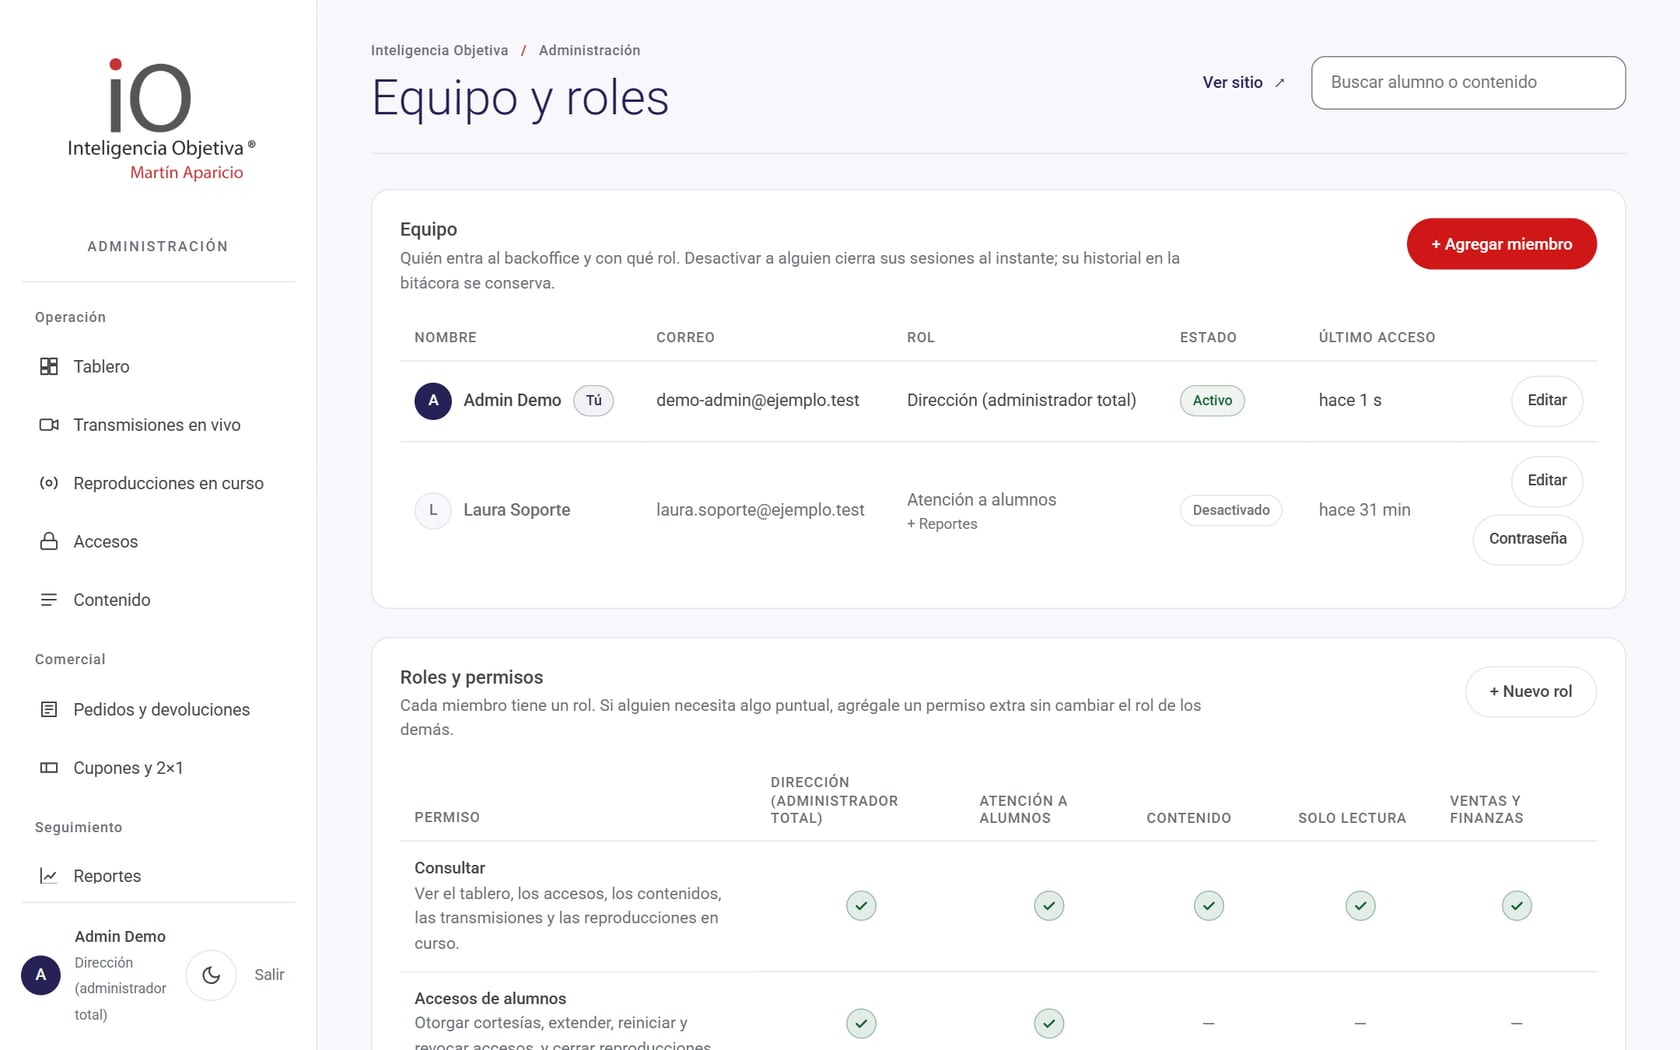 iO
Inteligencia Objetiva ®
Martín Aparicio
ADMINISTRACIÓN
Operación
Tablero
Transmisiones en vivo
Reproducciones en curso
Accesos
Contenido
Comercial
Pedidos y devoluciones
Cupones y 2×1
Seguimiento
Reportes
A
Admin Demo
Dirección
(administrador
total)
Salir
Inteligencia Objetiva / Administración
Equipo y roles
Ver sitio ↗
Buscar alumno o contenido
Equipo
Quién entra al backoffice y con qué rol. Desactivar a alguien cierra sus sesiones al instante; su historial en la
bitácora se conserva.
+ Agregar miembro
NOMBRE CORREO ROL ESTADO ÚLTIMO ACCESO
A Admin Demo Tú demo-admin@ejemplo.test Dirección (administrador total) Activo hace 1 s Editar
L Laura Soporte laura.soporte@ejemplo.test Atención a alumnos + Reportes Desactivado hace 31 min Editar
Contraseña
Roles y permisos
Cada miembro tiene un rol. Si alguien necesita algo puntual, agrégale un permiso extra sin cambiar el rol de los
demás.
+ Nuevo rol
PERMISO
DIRECCIÓN
(ADMINISTRADOR
TOTAL)
ATENCIÓN A
ALUMNOS
CONTENIDO
SOLO LECTURA
VENTAS Y
FINANZAS
Consultar
Ver el tablero, los accesos, los contenidos,
las transmisiones y las reproducciones en
curso.
Accesos de alumnos
Otorgar cortesías, extender, reiniciar y
revocar accesos, y cerrar reproducciones
— — —